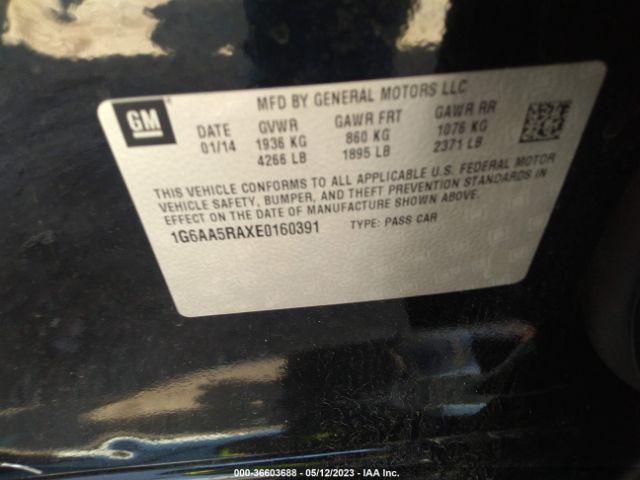 GM
MFD BY GENERAL MOTORS LLC
DATE GVWR GAWR FRT GAWR RR
01/14 1936 KG 860 KG 1076 KG
4266 LB 1895 LB 2371 LB
THIS VEHICLE CONFORMS TO ALL APPLICABLE U.S. FEDERAL MOTOR
VEHICLE SAFETY, BUMPER, AND THEFT PREVENTION STANDARDS IN
EFFECT ON THE DATE OF MANUFACTURE SHOWN ABOVE.
1G6AA5RAXE0160391 TYPE: PASS CAR
000-36603688 - 05/12/2023 - IAA Inc.